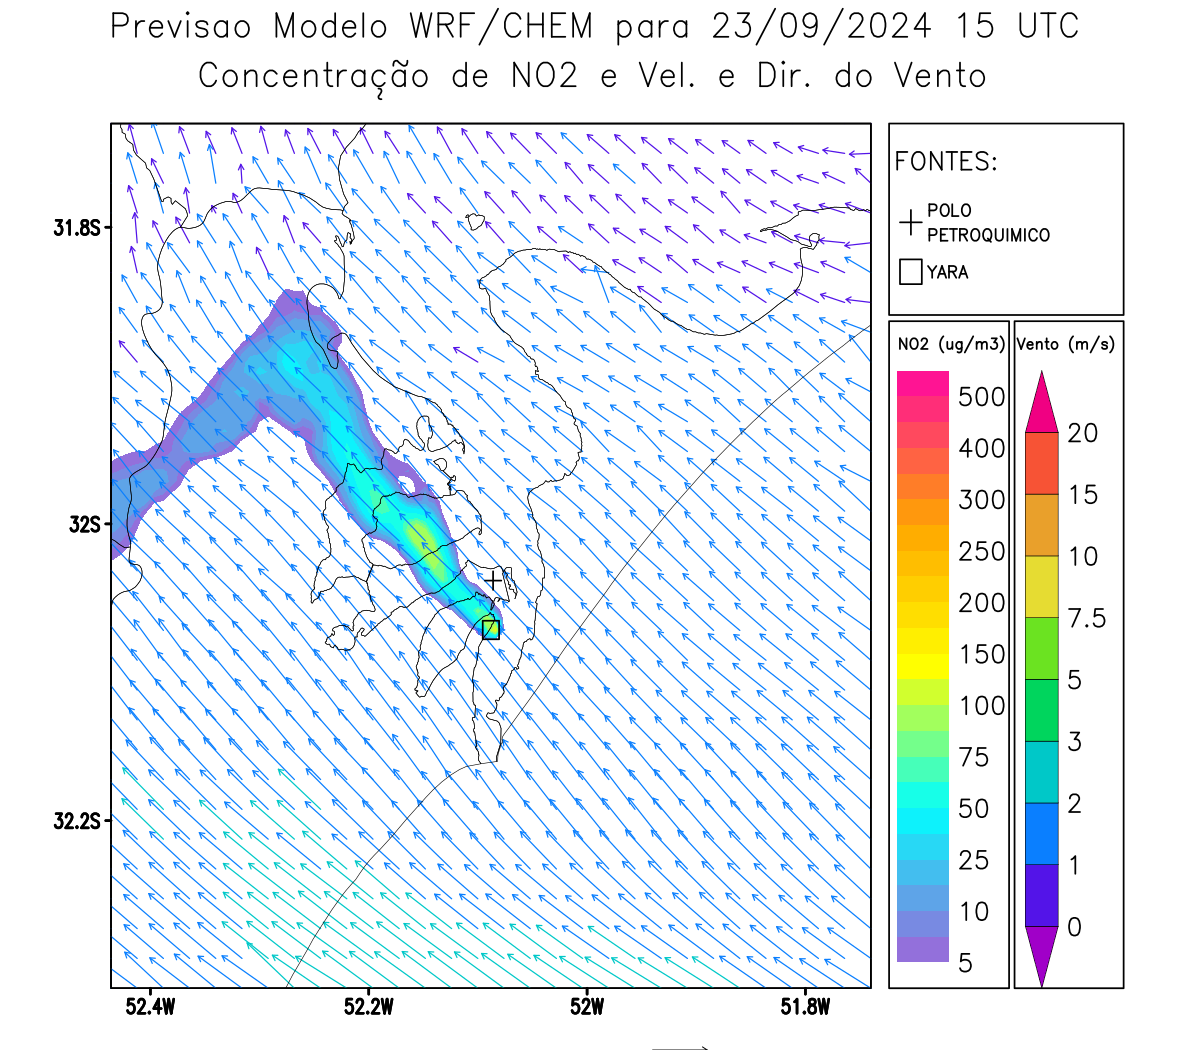 Previsao Modelo WRF/CHEM para 23/09/2024 15 UTC
Concentração de NO2 e Vel. e Dir. do Vento
FONTES:
POLO
PETROQUIMICO
YARA
NO2 (ug/m3)
500
400
300
250
200
150
100
75
50
25
10
5
Vento (m/s)
20
15
10
7.5
5
3
2
1
0
31.8S
32S
32.2S
52.4W
52.2W
52W
51.8W